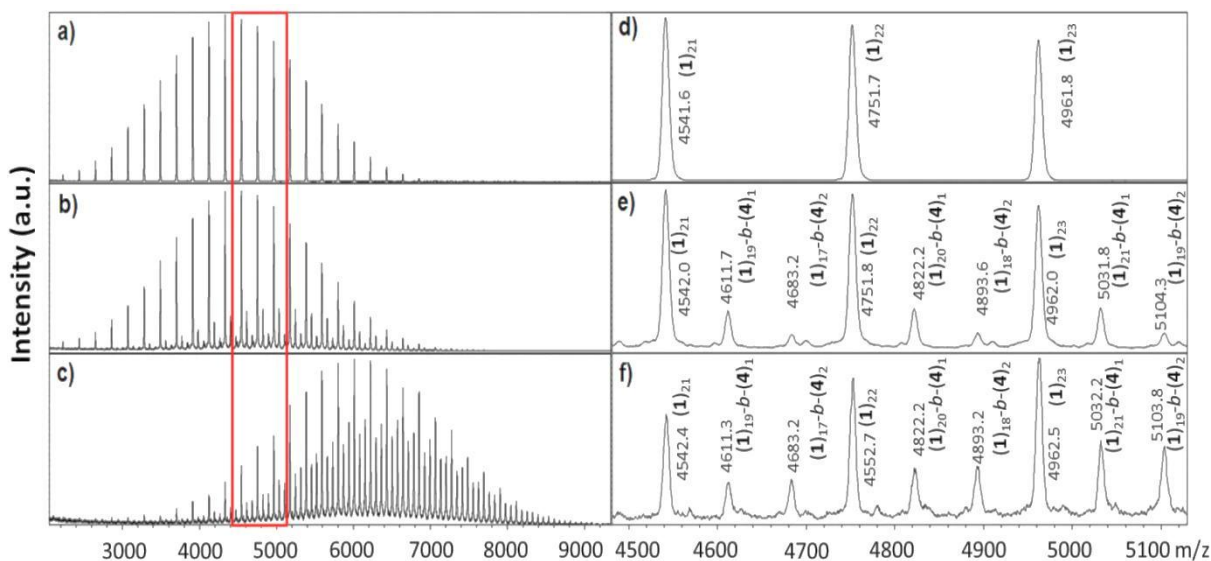 Intensity (a.u.)
a)
b)
c)
3000 4000 5000 6000 7000 8000 9000
d)
4541.6 (1)21
4751.7 (1)22
4961.8 (1)23
e)
4542.0 (1)21
4611.7 (1)19-b-(4)1
4683.2 (1)17-b-(4)2
4751.8 (1)22
4822.2 (1)20-b-(4)1
4893.6 (1)18-b-(4)2
4962.0 (1)23
5031.8 (1)21-b-(4)1
5104.3 (1)19-b-(4)2
f)
4542.4 (1)21
4611.3 (1)19-b-(4)1
4683.2 (1)17-b-(4)2
4552.7 (1)22
4822.2 (1)20-b-(4)1
4893.2 (1)18-b-(4)2
4962.5 (1)23
5032.2 (1)21-b-(4)1
5103.8 (1)19-b-(4)2
4500 4600 4700 4800 4900 5000 5100 m/z